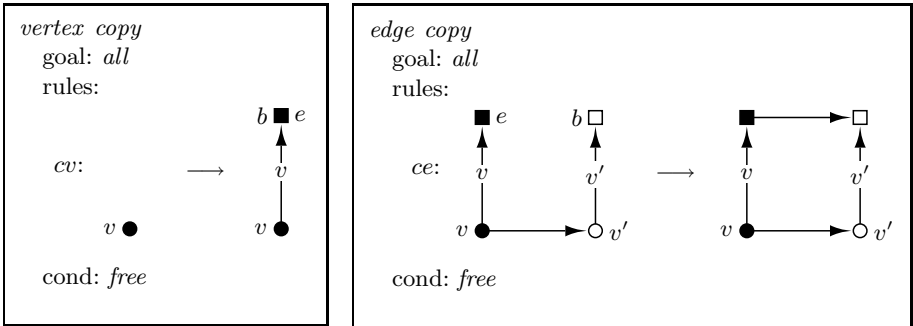 vertex copy
goal: all
rules:
b e
cv: ⟶ v
v v
cond: free
edge copy
goal: all
rules:
e b
ce: v v′ ⟶ v v′
v v′ v v′
cond: free